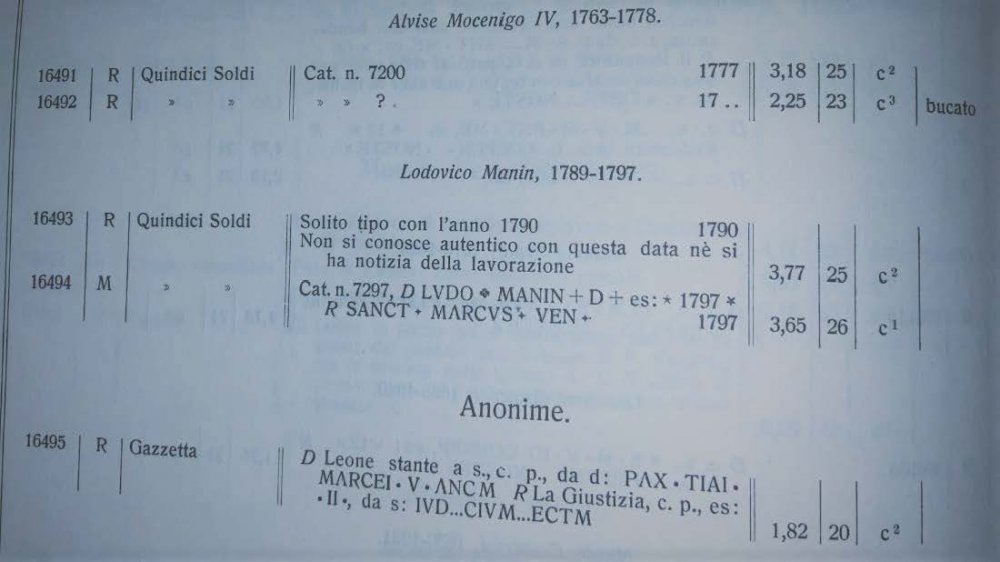 Alvise Mocenigo IV, 1763-1778.
16491 R Quindici Soldi Cat. n. 7200 1777 3,18 25 c²
16492 R » » » » ? . 17 . . 2,25 23 c³ bucato
Lodovico Manin, 1789-1797.
16493 R Quindici Soldi Solito tipo con l'anno 1790 1790
Non si conosce autentico con questa data nè si
ha notizia della lavorazione 3,77 25 c²
16494 M » » Cat. n. 7297, D LVDO ❖ MANIN + D + es: * 1797 *
R SANCT + MΛRCVS + VEN + 1797 3,65 26 c¹
Anonime.
16495 R Gazzetta D Leone stante a s., c. p., da d: PΛX • TIAI •
MΛRCEI • V • ΛNCM R La Giustizia, c. p., es:
• II •, da s: IVD...CIVM...ECTM 1,82 20 c²